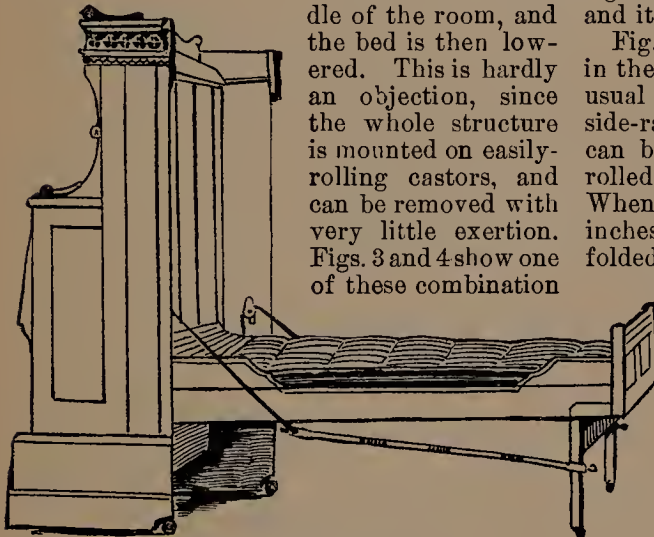 dle of the room, and
the bed is then low-
ered. This is hardly
an objection, since
the whole structure
is mounted on easily-
rolling castors, and
can be removed with
very little exertion.
Figs. 3 and 4 show one
of these combination
and it
Fig.
in the
usual
side-ra
can b
rolled
When
inches
folded